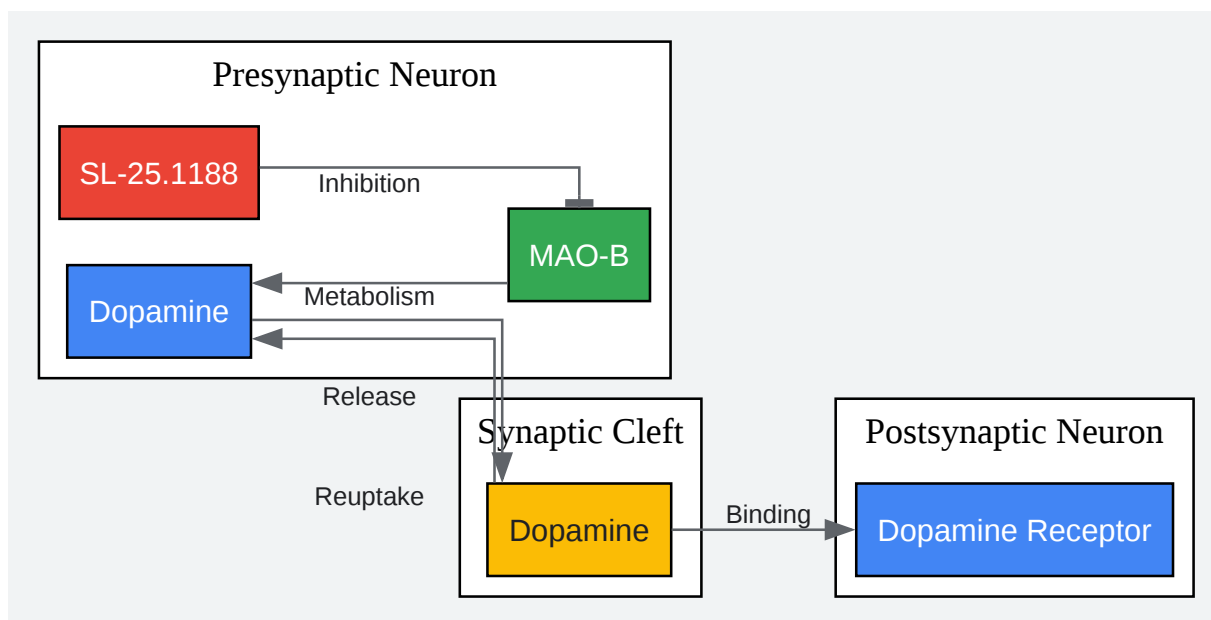 Presynaptic Neuron
SL-25.1188
Inhibition
MAO-B
Dopamine
Metabolism
Release
Synaptic Cleft
Postsynaptic Neuron
Reuptake
Dopamine
Binding
Dopamine Receptor